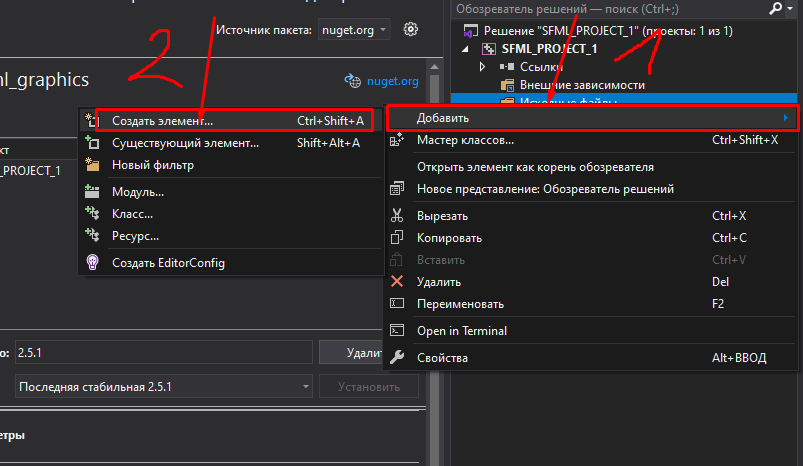 Обозреватель решений — поиск (Ctrl+;)
Источник пакета: nuget.org
Решение "SFML_PROJECT_1" (проекты: 1 из 1)
SFML_PROJECT_1
Ссылки
Внешние зависимости
Исходные файлы
2
1
ml_graphics
nuget.org
Создать элемент... Ctrl+Shift+A
Существующий элемент... Shift+Alt+A
Новый фильтр
Модуль...
Класс...
Ресурс...
Создать EditorConfig
кт
_PROJECT_1
Добавить
Мастер классов... Ctrl+Shift+X
Открыть элемент как корень обозревателя
Новое представление: Обозреватель решений
Вырезать Ctrl+X
Копировать Ctrl+C
Вставить Ctrl+V
Удалить Del
Переименовать F2
Open in Terminal
Свойства Alt+ВВОД
о: 2.5.1 Удалит
Последняя стабильная 2.5.1 Установить
етры